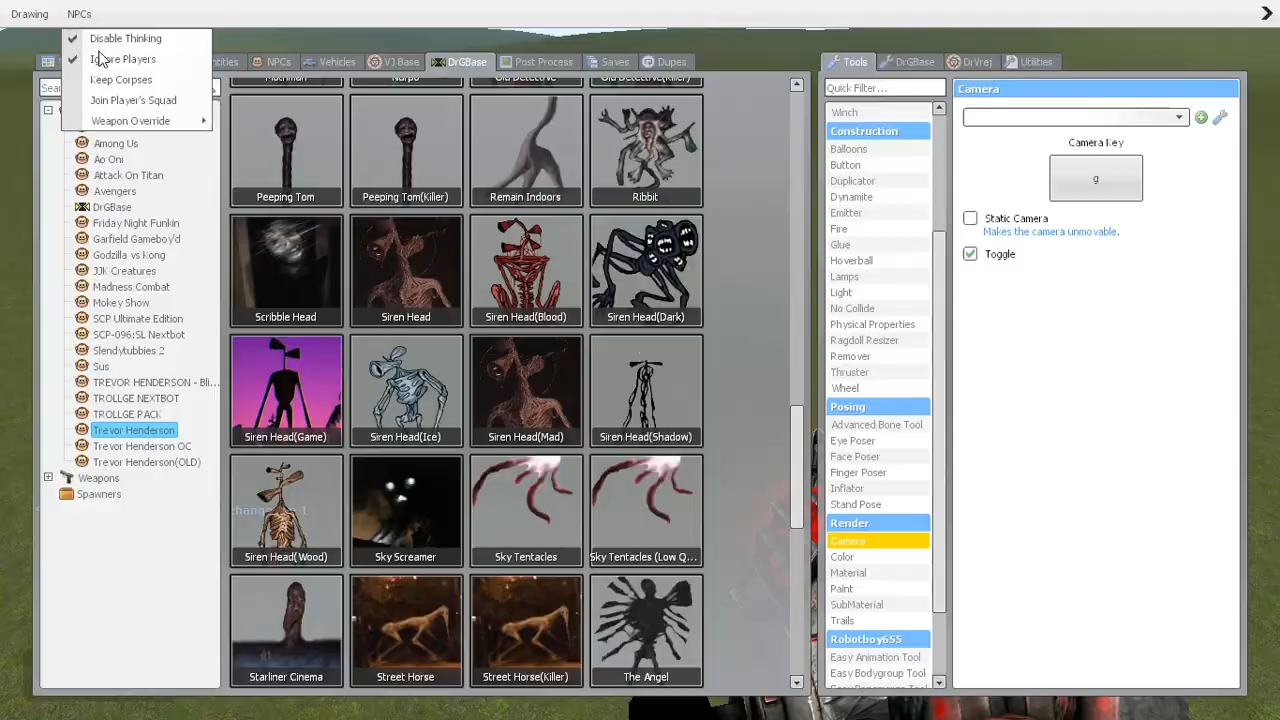 Drawing NPCs
Disable Thinking
Ignore Players
Keep Corpses
Join Player's Squad
Weapon Override
NPCs Vehicles VJ Base DrGBase Post Process Saves Dupes
Among Us
Ao Oni
Attack On Titan
Avengers
DrGBase
Friday Night Funkin
Garfield Gameboy'd
Godzilla vs Kong
JJK Creatures
Madness Combat
Mokey Show
SCP Ultimate Edition
SCP-096:SL Nextbot
Slendytubbies 2
Sus
TREVOR HENDERSON - Bli...
TROLLGE NEXTBOT
TROLLGE PACK
Trevor Henderson
Trevor Henderson OC
Trevor Henderson(OLD)
Weapons
Spawners
Peeping Tom Peeping Tom(Killer) Remain Indoors Ribbit
Scribble Head Siren Head Siren Head(Blood) Siren Head(Dark)
Siren Head(Game) Siren Head(Ice) Siren Head(Mad) Siren Head(Shadow)
Siren Head(Wood) Sky Screamer Sky Tentacles Sky Tentacles (Low Q...
Starliner Cinema Street Horse Street Horse(Killer) The Angel
Tools DrGBase DrVrej Utilities
Quick Filter...
Winch
Construction
Balloons
Button
Duplicator
Dynamite
Emitter
Fire
Glue
Hoverball
Lamps
Light
No Collide
Physical Properties
Ragdoll Resizer
Remover
Thruster
Wheel
Posing
Advanced Bone Tool
Eye Poser
Face Poser
Finger Poser
Inflator
Stand Pose
Render
Camera
Color
Material
Paint
SubMaterial
Trails
Robotboy655
Easy Animation Tool
Easy Bodygroup Tool
Camera
Camera Key
g
Static Camera
Makes the camera unmovable.
Toggle